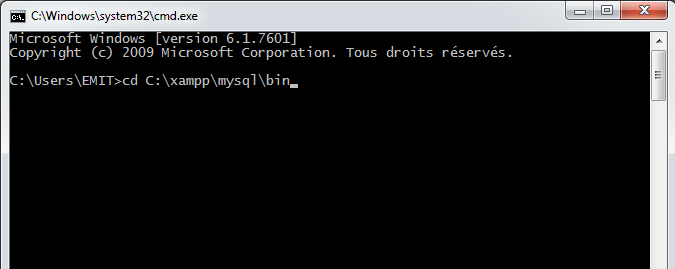 C:\Windows\system32\cmd.exe
Microsoft Windows [version 6.1.7601]
Copyright (c) 2009 Microsoft Corporation. Tous droits réservés.
C:\Users\EMIT>cd C:\xampp\mysql\bin